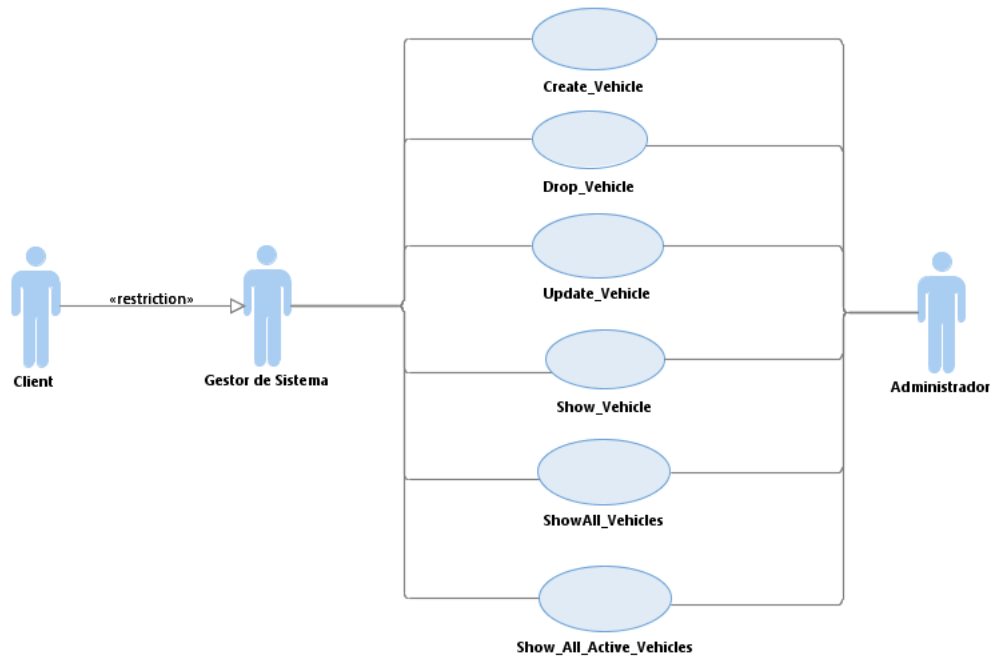 Create_Vehicle
Drop_Vehicle
Update_Vehicle
«restriction»
Client
Gestor de Sistema
Administrador
Show_Vehicle
ShowAll_Vehicles
Show_All_Active_Vehicles